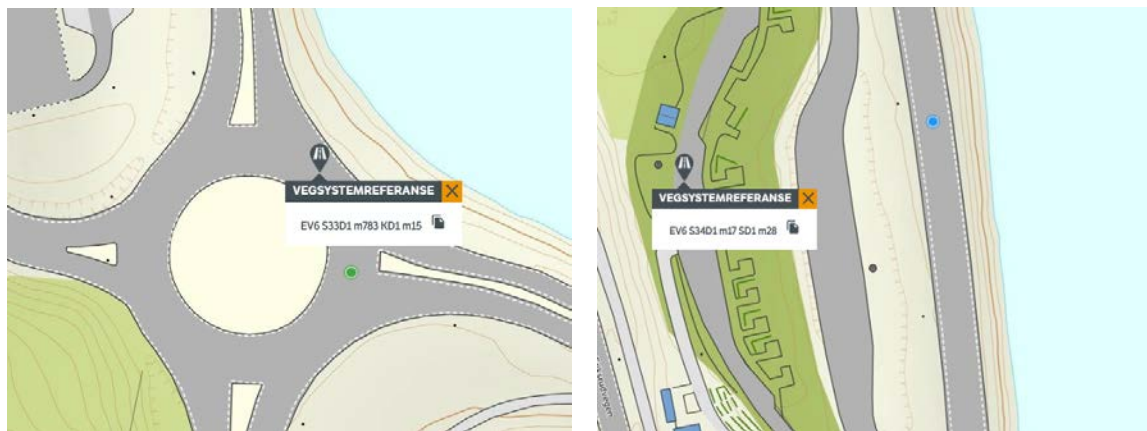 VEGSYSTEMREFERANSE
EV6 S33D1 m783 KD1 m15
VEGSYSTEMREFERANSE
EV6 S34D1 m17 SD1 m28